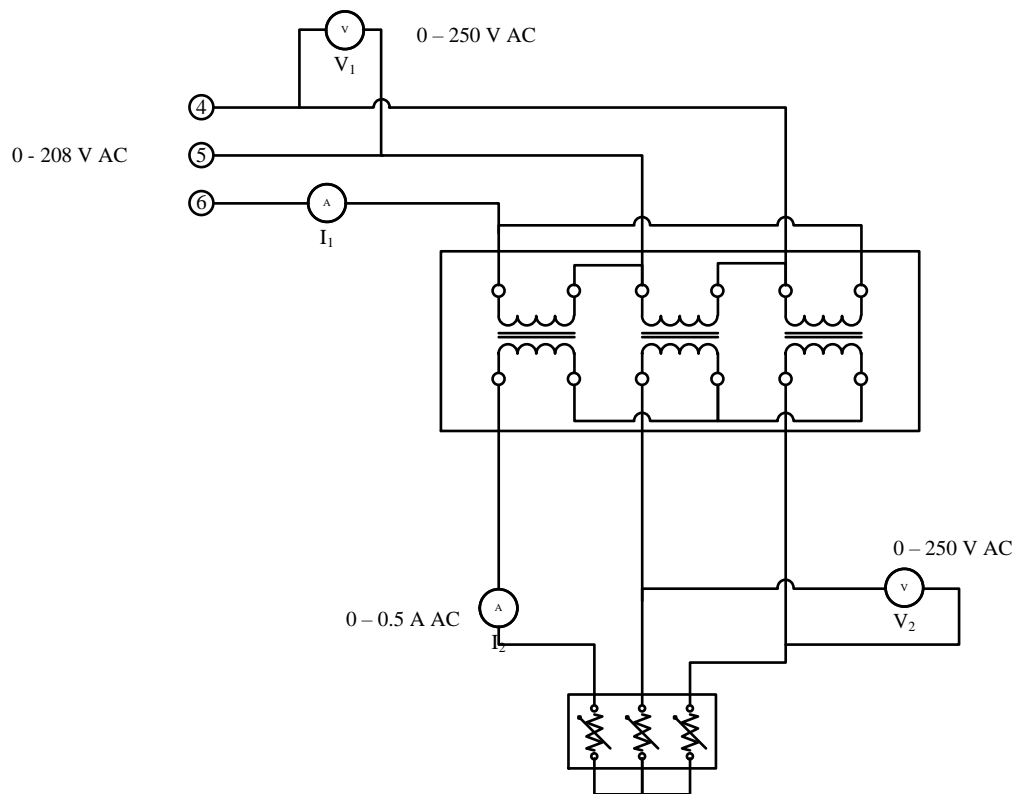 V
0 – 250 V AC
V₁
4
0 - 208 V AC
5
6
A
I₁
0 – 250 V AC
V
V₂
0 – 0.5 A AC
A
I₂